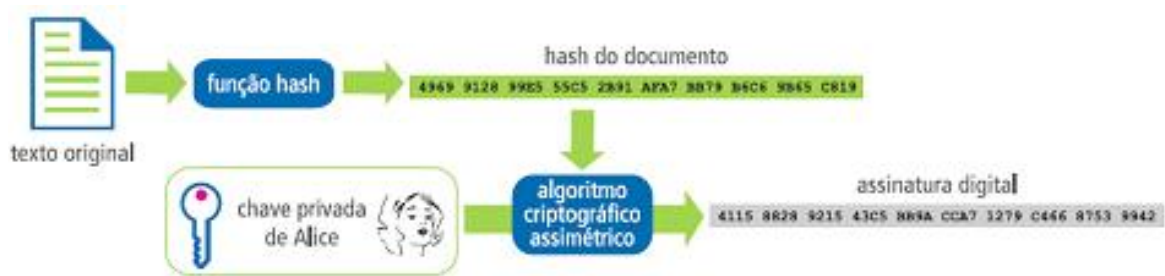 hash do documento
função hash
4969 9128 99E5 55C5 2B91 AFA7 BB79 B6C6 9B65 C819
texto original
chave privada
de Alice
algoritmo
criptográfico
assimétrico
assinatura digital
4115 8828 9215 43C5 889A CCA7 1279 C466 8753 9942